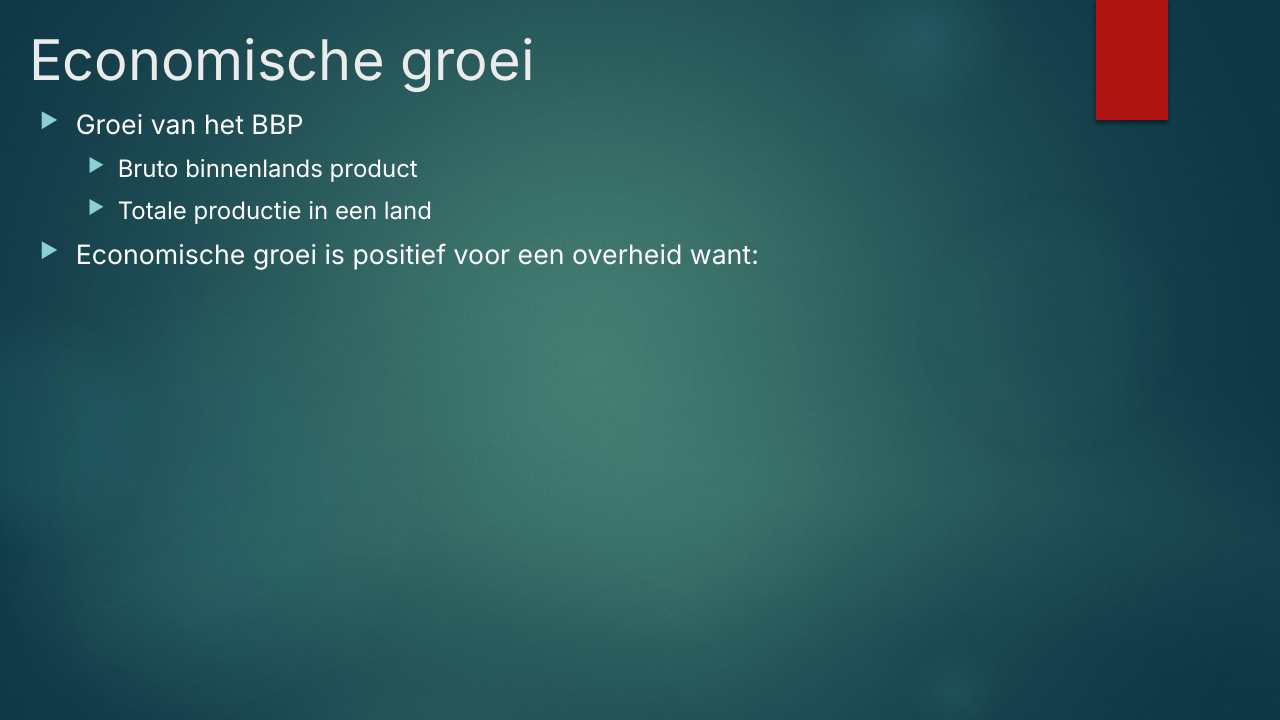 Economische groei
Groei van het BBP
Bruto binnenlands product
Totale productie in een land
Economische groei is positief voor een overheid want: